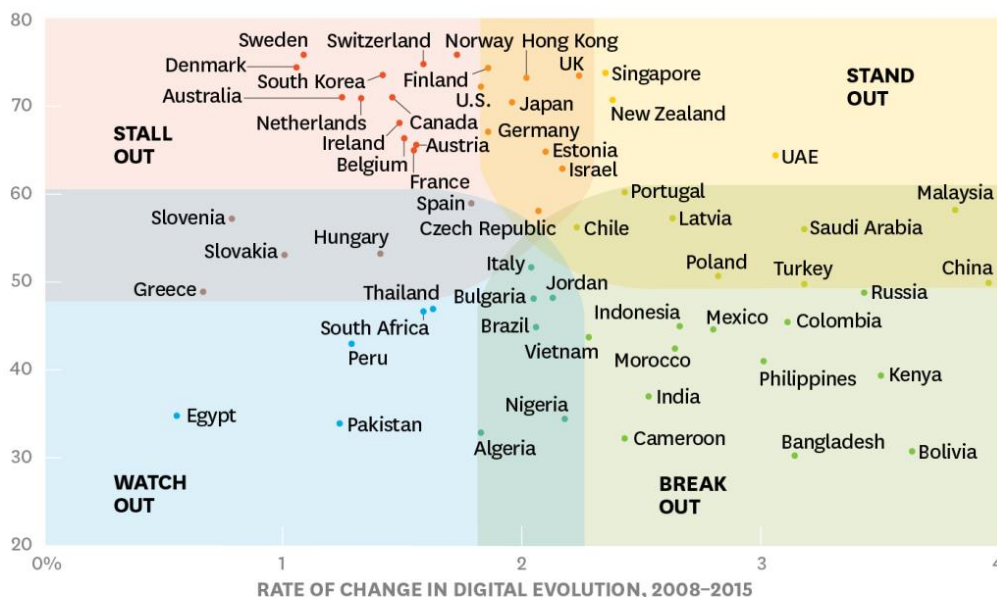 80
Sweden
Switzerland
Norway
Hong Kong
UK
Denmark
South Korea
Finland
Singapore
STAND
OUT
Australia
U.S.
Japan
New Zealand
70
Netherlands
Canada
Germany
STALL
OUT
Ireland
Austria
Estonia
UAE
Belgium
Israel
France
60
Spain
Portugal
Malaysia
Slovenia
Czech Republic
Chile
Latvia
Saudi Arabia
Slovakia
Hungary
Italy
Poland
Turkey
China
50
Greece
Thailand
Bulgaria
Jordan
Russia
South Africa
Brazil
Indonesia
Mexico
Colombia
Peru
Vietnam
Morocco
Philippines
Kenya
40
India
Egypt
Pakistan
Nigeria
Cameroon
Algeria
Bangladesh
Bolivia
30
WATCH
OUT
BREAK
OUT
20
0%
1
2
3
4
RATE OF CHANGE IN DIGITAL EVOLUTION, 2008–2015